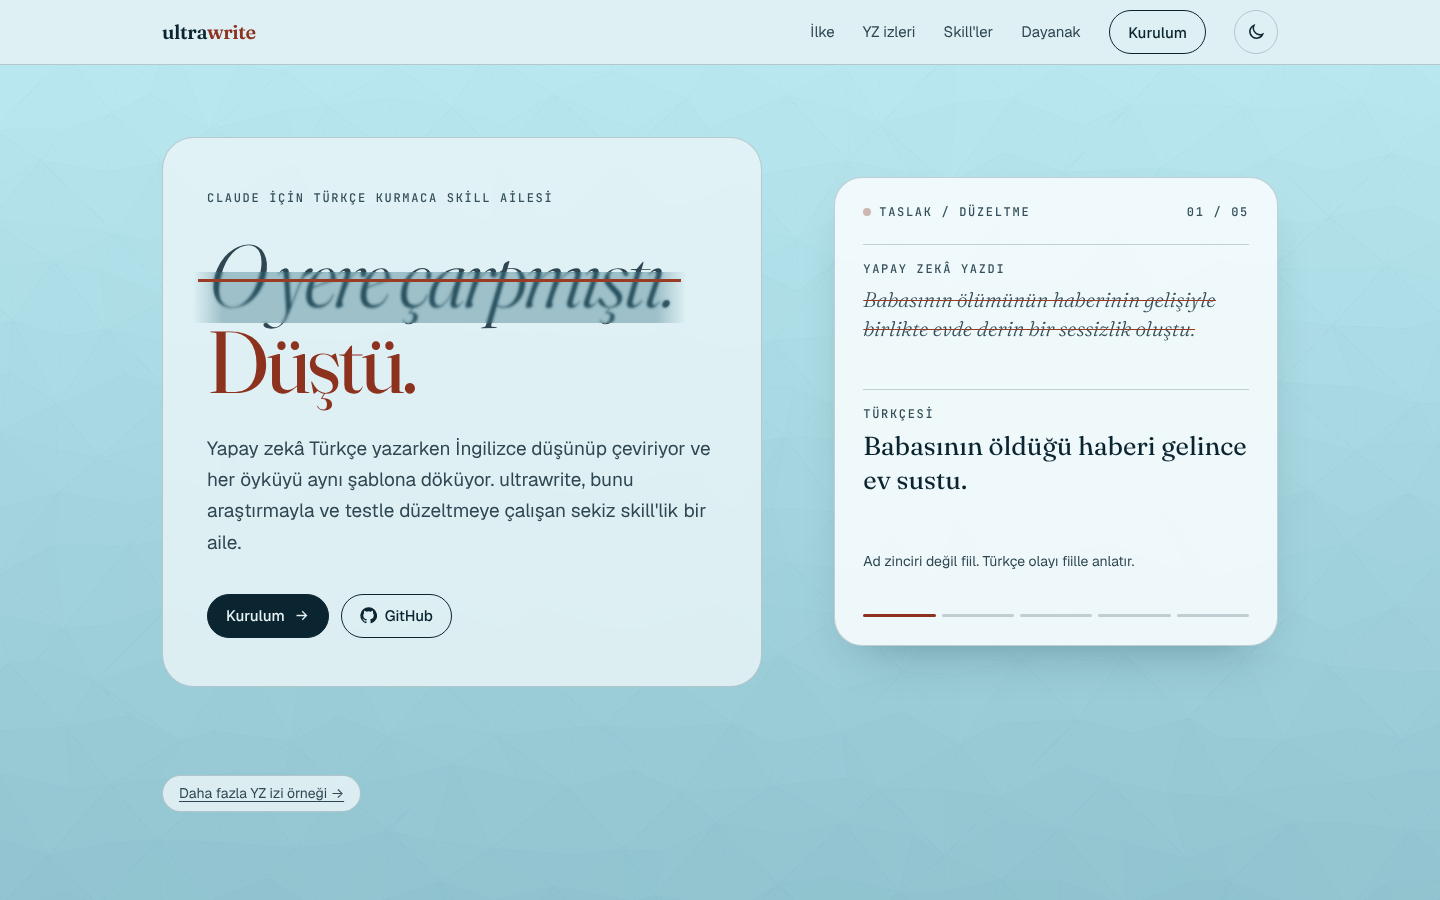 ultrawrite
İlke
YZ izleri
Skill'ler
Dayanak
Kurulum
CLAUDE İÇİN TÜRKÇE KURMACA SKİLL AİLESİ
O yere çarpmıştı.
Düştü.
Yapay zekâ Türkçe yazarken İngilizce düşünüp çeviriyor ve
her öyküyü aynı şablona döküyor. ultrawrite, bunu
araştırmayla ve testle düzeltmeye çalışan sekiz skill'lik bir
aile.
Kurulum →
GitHub
TASLAK / DÜZELTME
01 / 05
YAPAY ZEKÂ YAZDI
Babasının ölümünün haberinin gelişiyle
birlikte evde derin bir sessizlik oluştu.
TÜRKÇESİ
Babasının öldüğü haberi gelince
ev sustu.
Ad zinciri değil fiil. Türkçe olayı fiille anlatır.
Daha fazla YZ izi örneği →